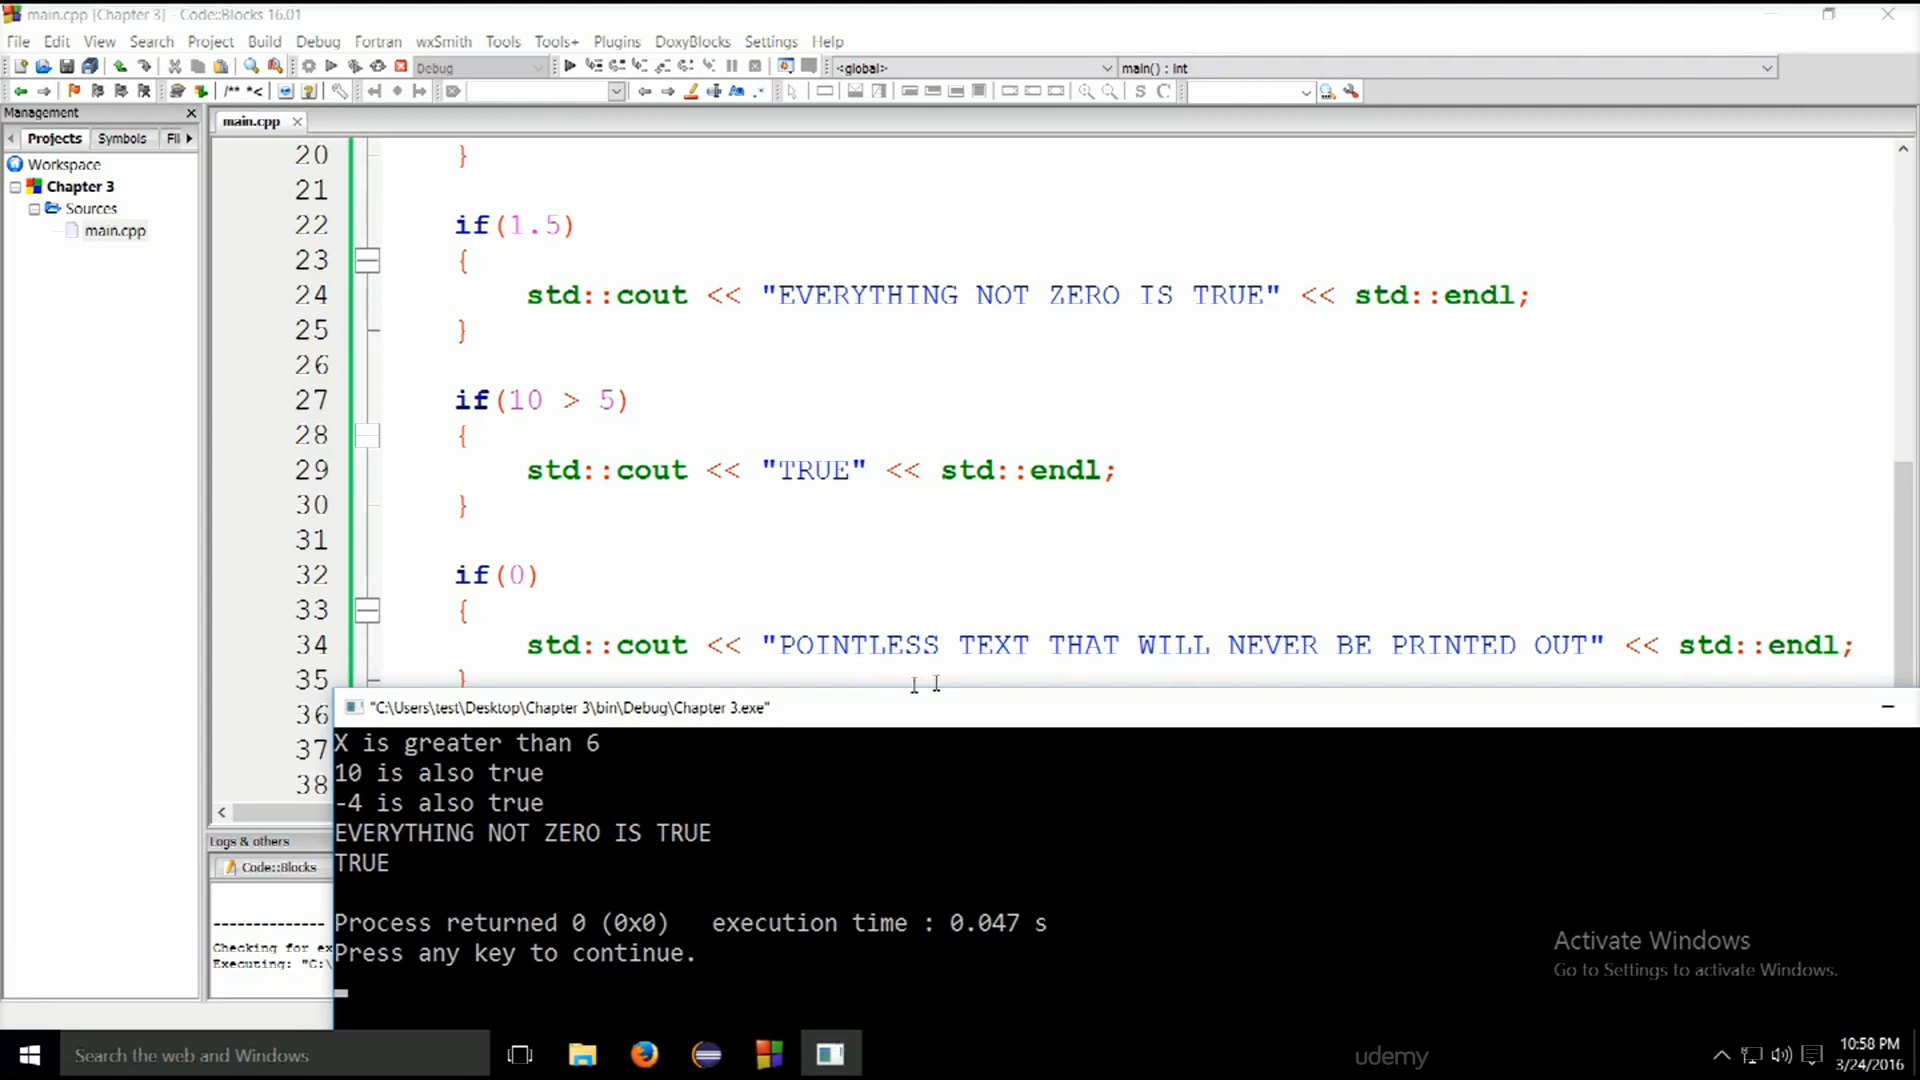 main.cpp [Chapter 3] - Code::Blocks 16.01
File Edit View Search Project Build Debug Fortran wxSmith Tools Tools+ Plugins DoxyBlocks Settings Help
Debug <global> main() : int
/** *< S C
Management
main.cpp
Projects Symbols Fil
Workspace
Chapter 3
Sources
main.cpp
20 }
21
22 if(1.5)
23 {
24 std::cout << "EVERYTHING NOT ZERO IS TRUE" << std::endl;
25 }
26
27 if(10 > 5)
28 {
29 std::cout << "TRUE" << std::endl;
30 }
31
32 if(0)
33 {
34 std::cout << "POINTLESS TEXT THAT WILL NEVER BE PRINTED OUT" << std::endl;
35 }
36
37
38
"C:\Users\test\Desktop\Chapter 3\bin\Debug\Chapter 3.exe"
X is greater than 6
10 is also true
-4 is also true
EVERYTHING NOT ZERO IS TRUE
TRUE
Process returned 0 (0x0) execution time : 0.047 s
Press any key to continue.
Logs & others
Code::Blocks
--------------
Checking for ex
Executing: "C:\
Activate Windows
Go to Settings to activate Windows.
Search the web and Windows
udemy
10:58 PM
3/24/2016